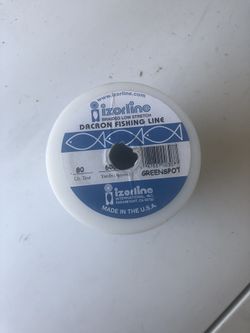 www.izorline.com
izorline
BRAIDED LOW STRETCH
DACRON FISHING LINE
80
Lb. Test
GREENSPOT
izorline
INTERNATIONAL, INC.
MADE IN THE U.S.A.